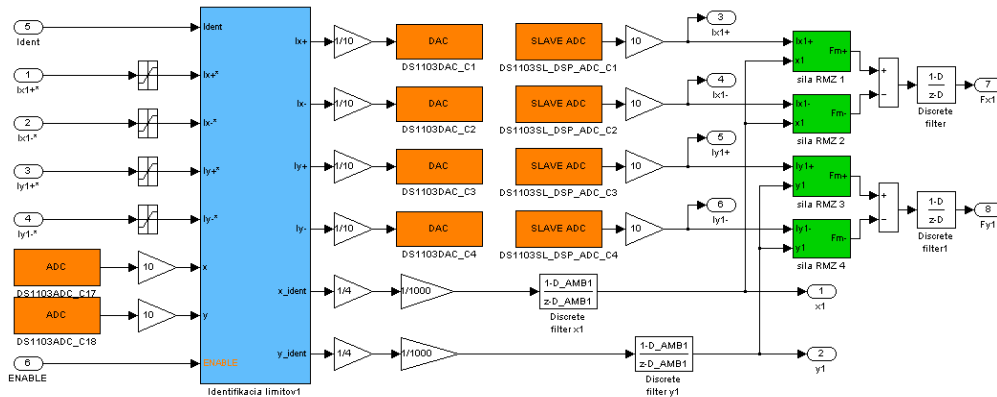 5
Ident
1
Ix1+*
2
Ix1-*
3
Iy1+*
4
Iy1-*
ADC
DS1103ADC_C17
10
ADC
DS1103ADC_C18
10
6
ENABLE
Ident
Ix+*
Ix-*
Iy+*
Iy-*
x
y
ENABLE
Ix+
Ix-
Iy+
Iy-
x_ident
y_ident
Identifikacia limitov1
1/10
DAC
DS1103DAC_C1
1/10
DAC
DS1103DAC_C2
1/10
DAC
DS1103DAC_C3
1/10
DAC
DS1103DAC_C4
1/4
1/1000
1/4
1/1000
SLAVE ADC
DS1103SL_DSP_ADC_C1
10
SLAVE ADC
DS1103SL_DSP_ADC_C2
10
SLAVE ADC
DS1103SL_DSP_ADC_C3
10
SLAVE ADC
DS1103SL_DSP_ADC_C4
10
1-D_AMB1
z-D_AMB1
Discrete
filter x1
1-D_AMB1
z-D_AMB1
Discrete
filter y1
3
Ix1+
4
Ix1-
5
Iy1+
6
Iy1-
Ix1+
x1
Fm+
sila RMZ 1
Ix1-
x1
Fm-
sila RMZ 2
Iy1+
y1
Fm+
sila RMZ 3
Iy1-
y1
Fm-
sila RMZ 4
+
−
1-D
z-D
Discrete
filter
7
Fx1
+
−
1-D
z-D
Discrete
filter1
8
Fy1
1
x1
2
y1